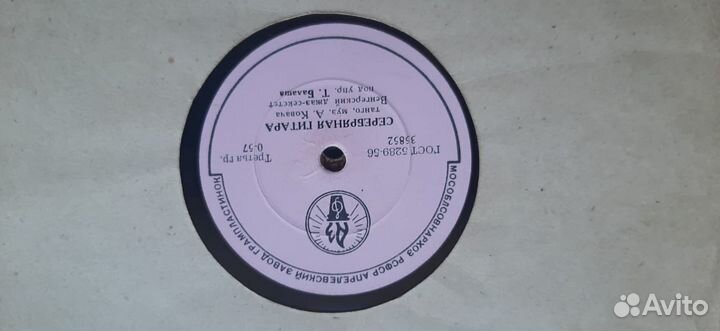 МОСОБЛСОВНАРХОЗ РСФСР АПРЕЛЕВСКИЙ ЗАВОД ГРАМПЛАСТИНОК
АЗ
ГОСТ 5289-56
35852
Третья гр.
0-57
СЕРЕБРЯНАЯ ГИТАРА
танго, муз. А. Ковача
Венгерский джаз-секстет
под упр. Т. Балаша
Avito